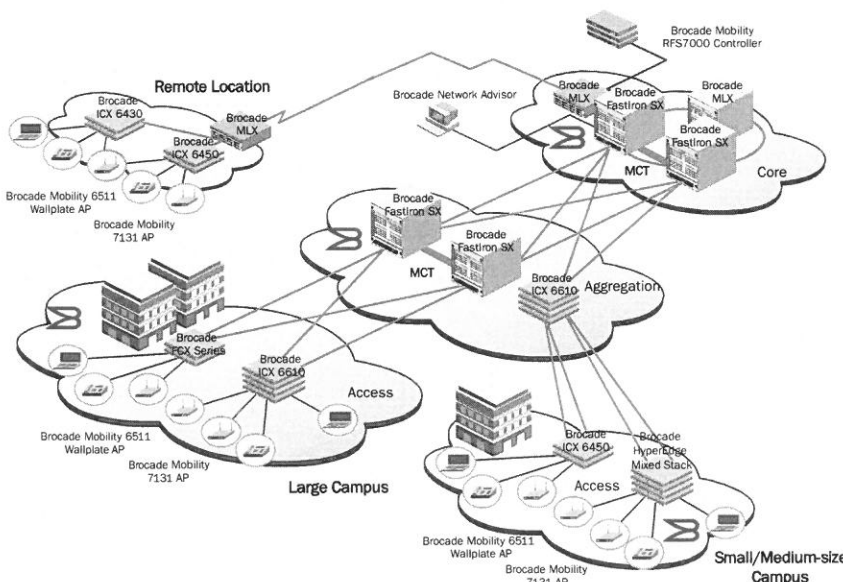 Brocade Mobility
RFS7000 Controller
Remote Location
Brocade
ICX 6430
Brocade
MLX
Brocade
ICX 6450
Brocade Mobility 6511
Wallplate AP
Brocade Mobility
7131 AP
Brocade Network Advisor
Brocade
MLX
Brocade
FastIron SX
Brocade
MLX
Brocade
FastIron SX
MCT
Core
Brocade
FastIron SX
Brocade
FastIron SX
MCT
Brocade
ICX 6610
Aggregation
Brocade
FCX Series
Brocade
ICX 6610
Access
Brocade Mobility 6511
Wallplate AP
Brocade Mobility
7131 AP
Large Campus
Brocade
ICX 6450
Brocade
HyperEdge
Mixed Stack
Access
Brocade Mobility 6511
Wallplate AP
Brocade Mobility
7131 AP
Small/Medium-size
Campus